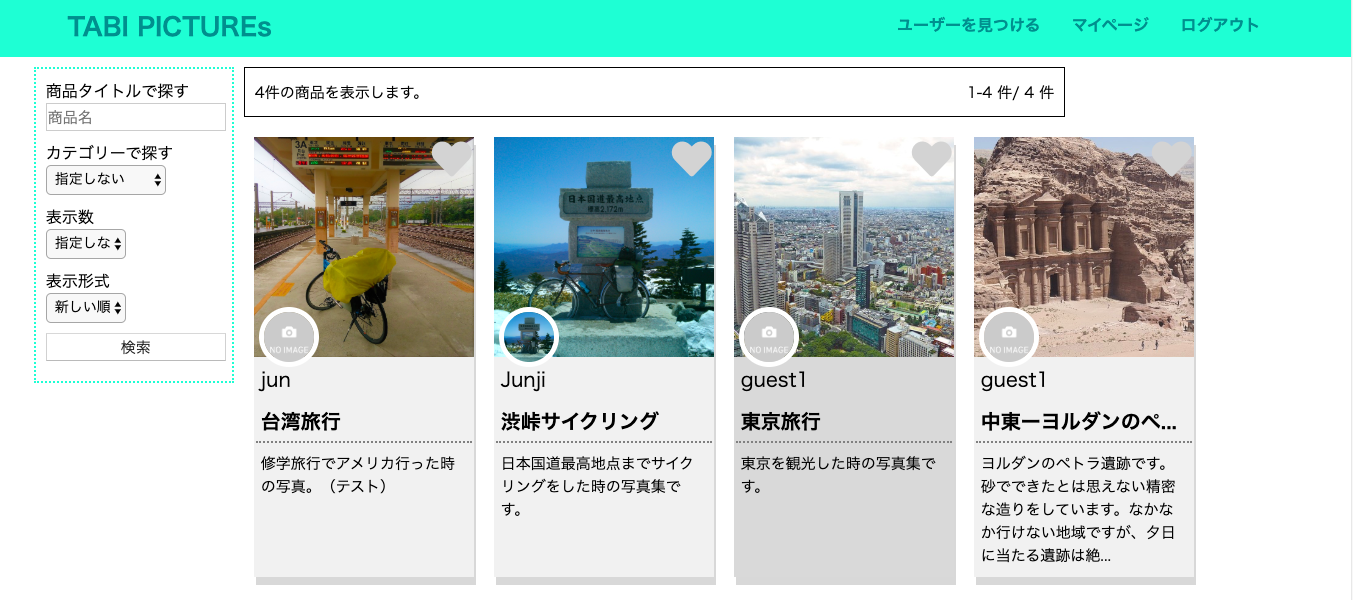 TABI PICTUREs
ユーザーを見つける
マイページ
ログアウト
商品タイトルで探す
商品名
カテゴリーで探す
指定しない
表示数
指定しな
表示形式
新しい順
検索
4件の商品を表示します。
1-4 件/ 4 件
3A
NO IMAGE
jun
台湾旅行
修学旅行でアメリカ行った時
の写真。（テスト）
日本国道最高地点
標高2,172m
Junji
渋峠サイクリング
日本国道最高地点までサイク
リングをした時の写真集で
す。
NO IMAGE
guest1
東京旅行
東京を観光した時の写真集で
す。
NO IMAGE
guest1
中東ーヨルダンのペ...
ヨルダンのペトラ遺跡です。
砂でできたとは思えない精密
な造りをしています。なかな
か行けない地域ですが、夕日
に当たる遺跡は絶...